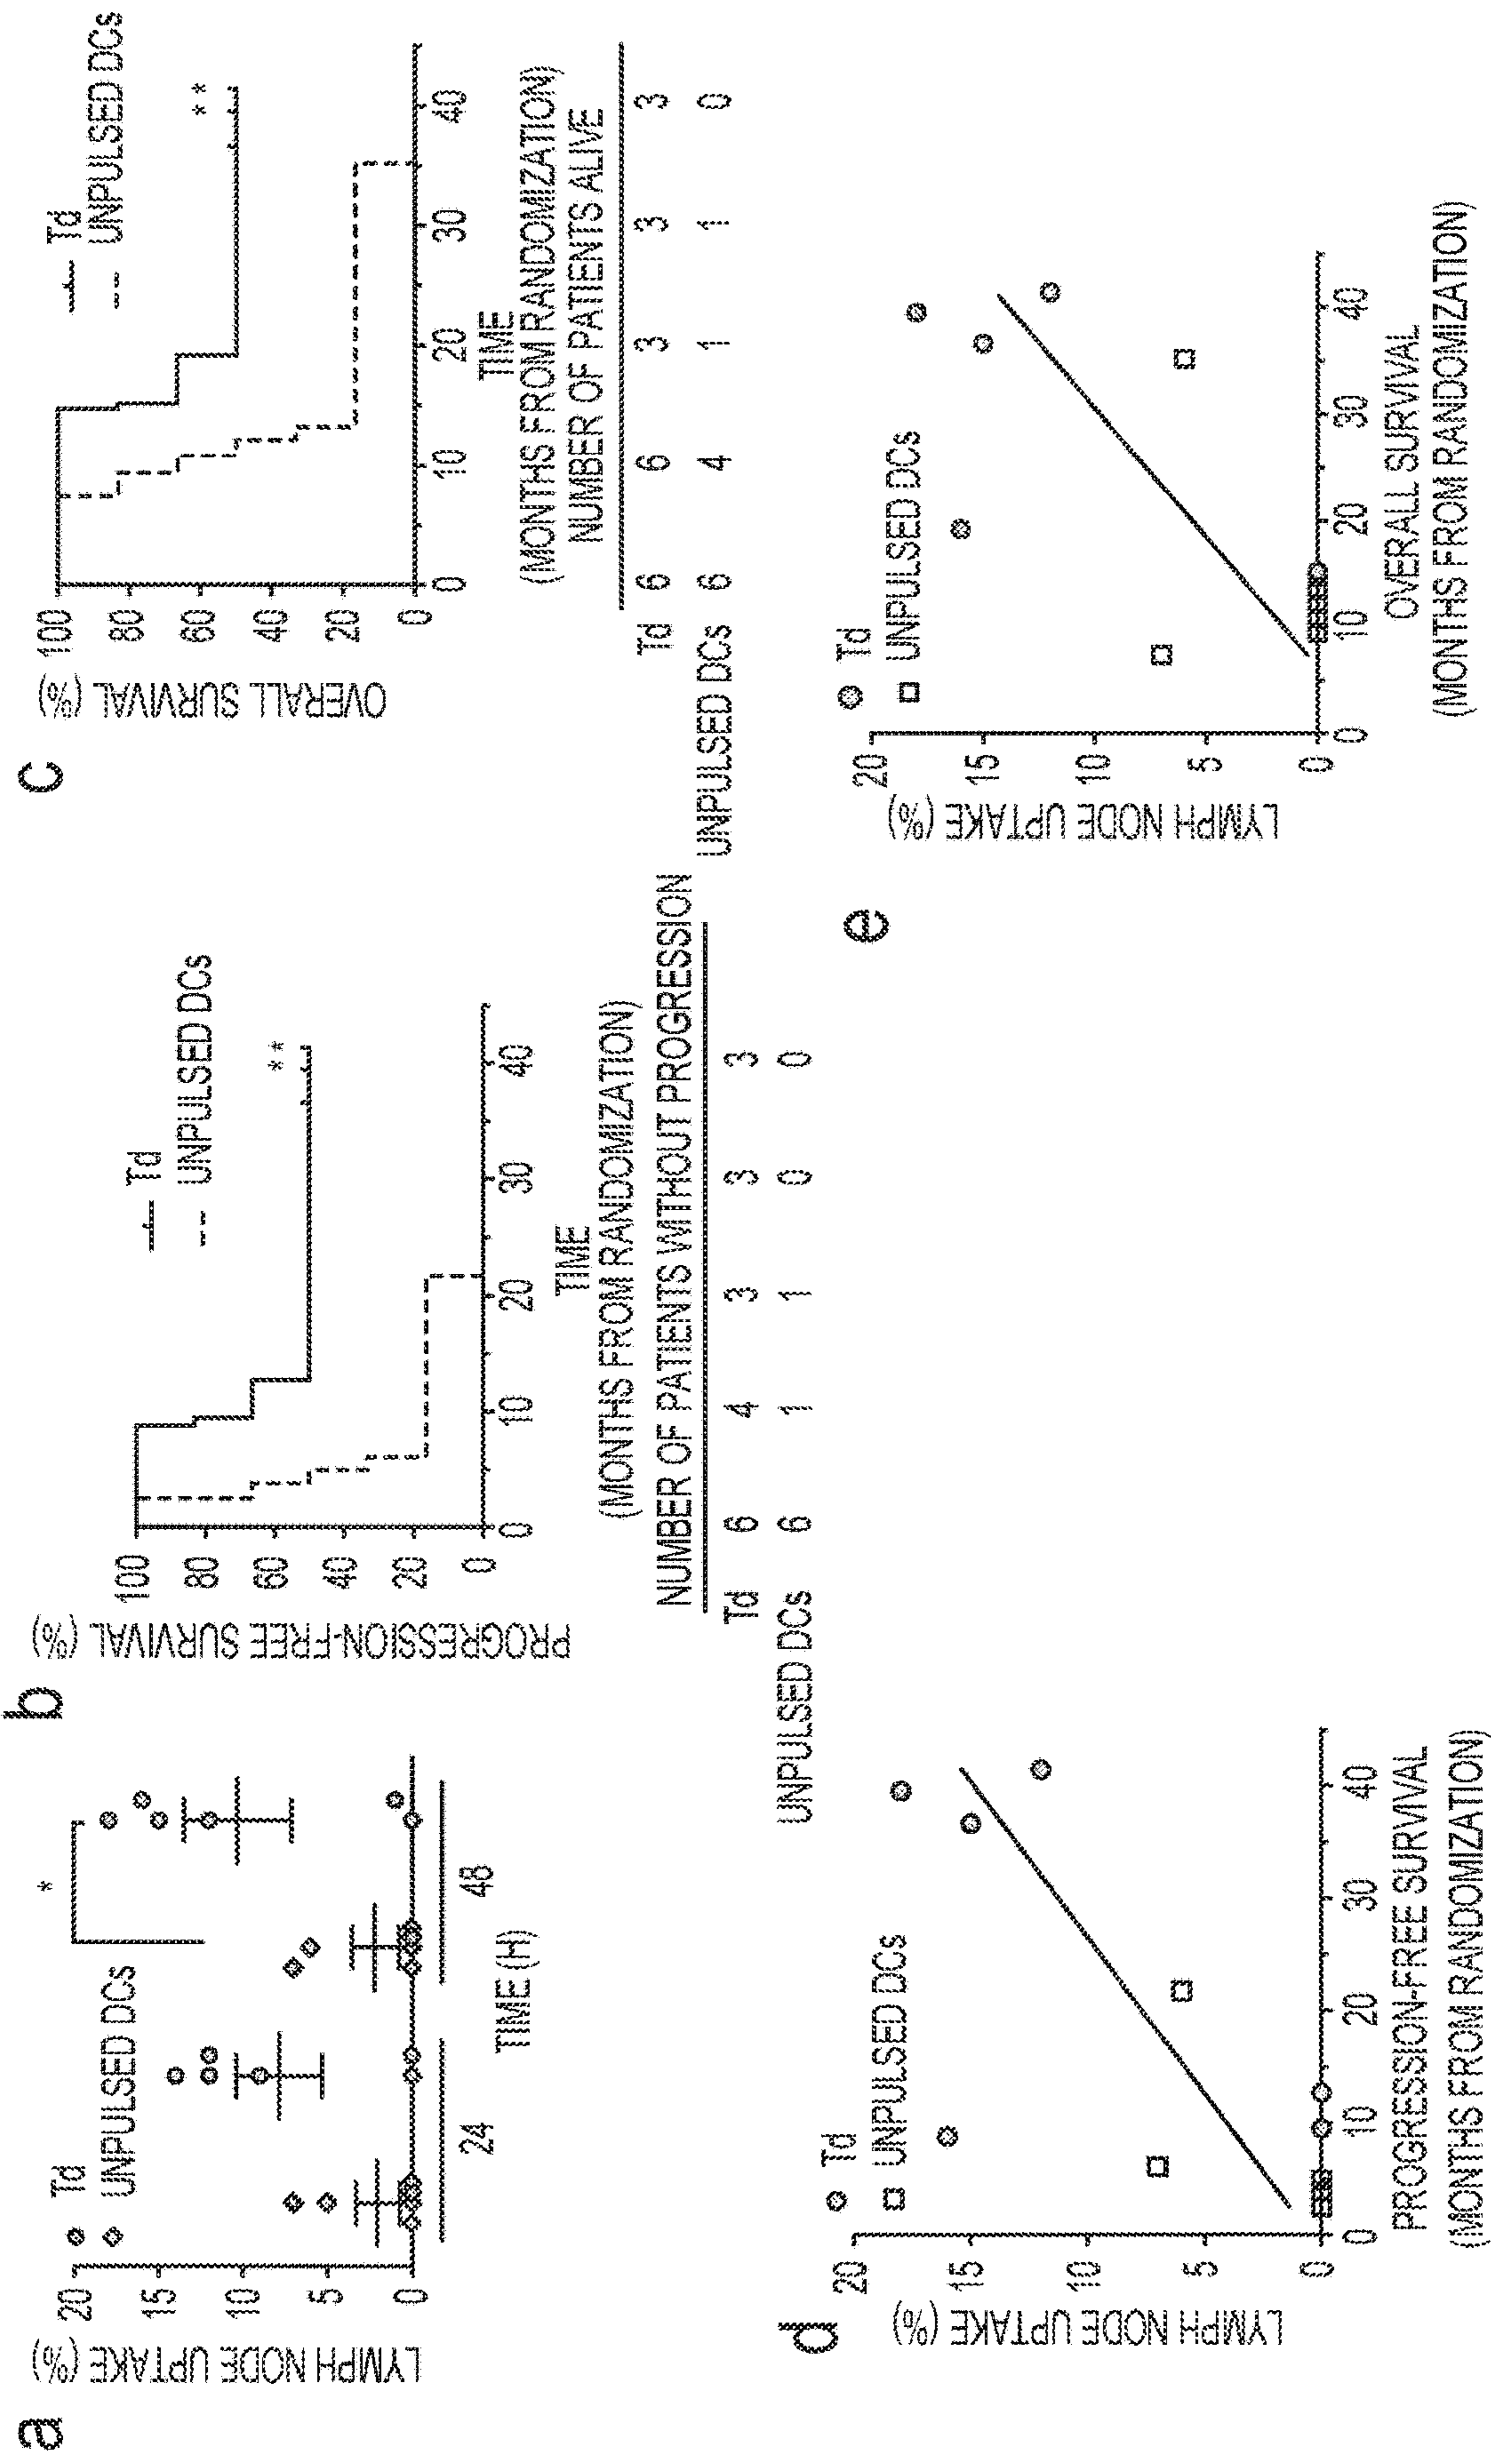 a
LYMPH NODE UPTAKE (%)
20
15
10
5
0
Td
UNPULSED DCs
*
24
48
TIME (H)
b
PROGRESSION-FREE SURVIVAL (%)
100
80
60
40
20
0
Td
UNPULSED DCs
**
0 10 20 30 40
TIME
(MONTHS FROM RANDOMIZATION)
NUMBER OF PATIENTS WITHOUT PROGRESSION
Td 6 4 3 3 3
UNPULSED DCs 6 1 1 0 0
c
OVERALL SURVIVAL (%)
100
80
60
40
20
0
Td
UNPULSED DCs
**
0 10 20 30 40
TIME
(MONTHS FROM RANDOMIZATION)
NUMBER OF PATIENTS ALIVE
Td 6 6 3 3 3
UNPULSED DCs 6 4 1 1 0
d
LYMPH NODE UPTAKE (%)
20
15
10
5
0
Td
UNPULSED DCs
0 10 20 30 40
PROGRESSION-FREE SURVIVAL
(MONTHS FROM RANDOMIZATION)
e
LYMPH NODE UPTAKE (%)
20
15
10
5
0
Td
UNPULSED DCs
0 10 20 30 40
OVERALL SURVIVAL
(MONTHS FROM RANDOMIZATION)